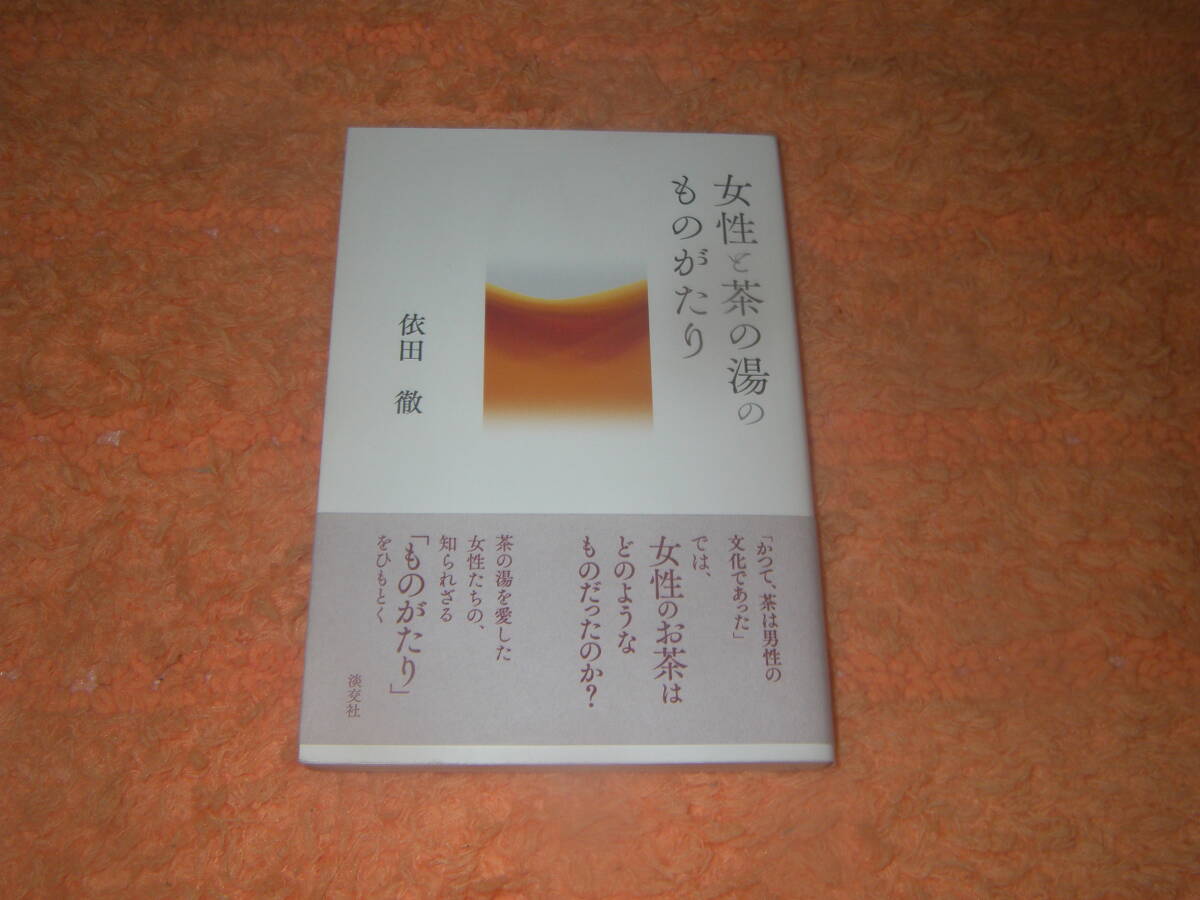 女性と茶の湯の
ものがたり
依田 徹
「かつて、茶は男性の
文化であった」
では、
女性のお茶は
どのような
ものだったのか?
茶の湯を愛した
女性たちの、
知られざる
「ものがたり」
をひもとく
淡交社